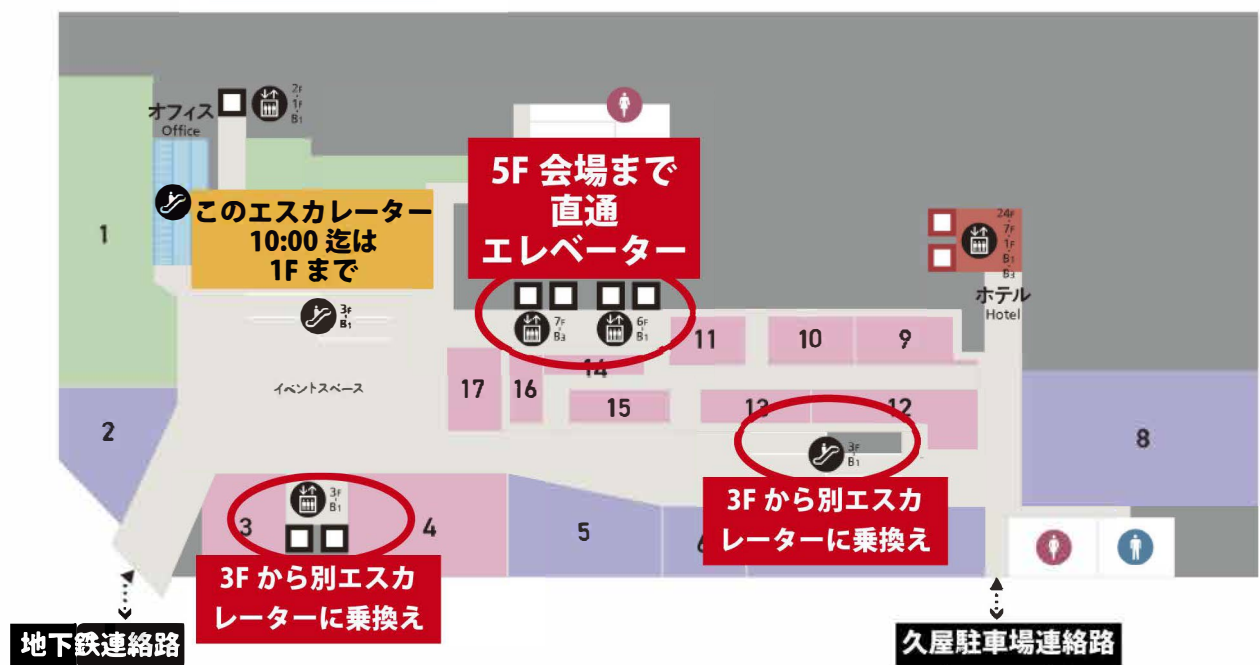 オフィス
Office
2F
1F
B1
5F 会場まで
直通
エレベーター
このエスカレーター
10:00 迄は
1F まで
1
24F
7F
1F
B1
B3
ホテル
Hotel
3F
B1
7F
B3
6F
B1
11
10
9
イベントスペース
17
16
14
15
13
12
2
8
3F
B1
3F
B1
3
4
5
6
3F から別エスカ
レーターに乗換え
3F から別エスカ
レーターに乗換え
地下鉄連絡路
久屋駐車場連絡路